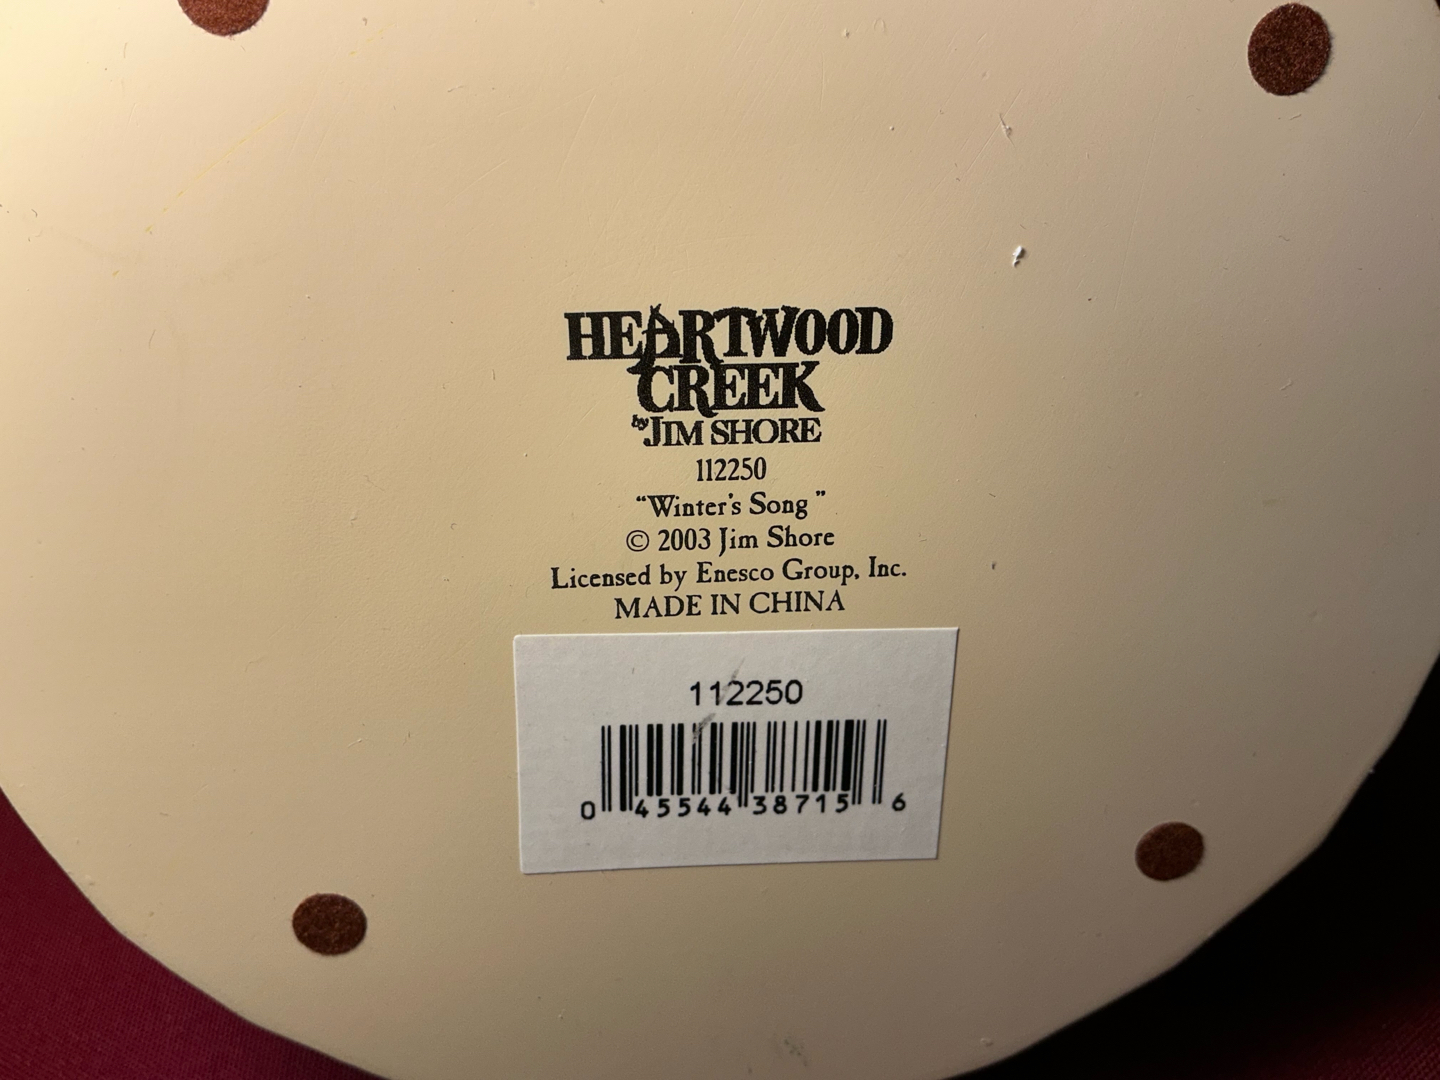 HEARTWOOD
CREEK
by JIM SHORE
112250
“Winter's Song ”
© 2003 Jim Shore
Licensed by Enesco Group, Inc.
MADE IN CHINA
112250
0 45544 38715 6